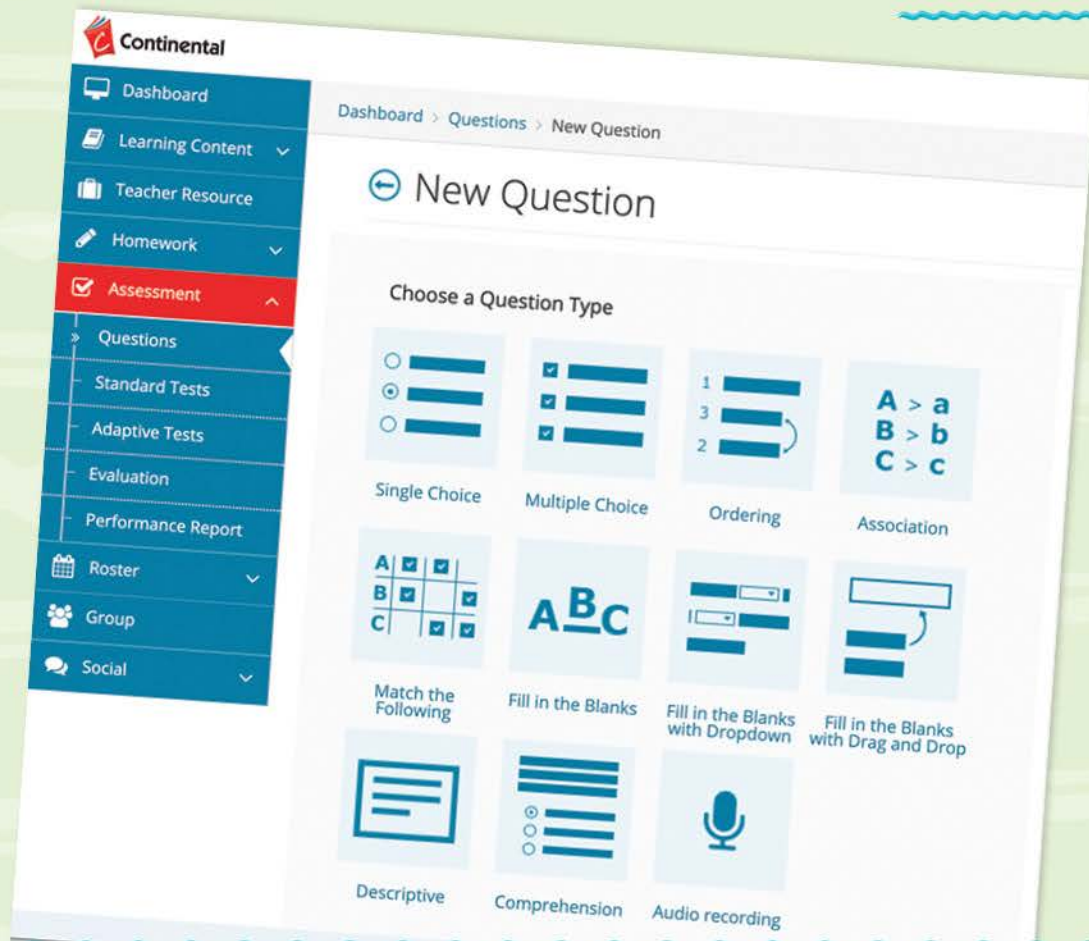 Continental
Dashboard
Learning Content
Teacher Resource
Homework
Assessment
Questions
Standard Tests
Adaptive Tests
Evaluation
Performance Report
Roster
Group
Social
Dashboard > Questions > New Question
New Question
Choose a Question Type
1
3
2
A > a
B > b
C > c
Single Choice
Multiple Choice
Ordering
Association
A
B
C
ABC
Match the
Following
Fill in the Blanks
Fill in the Blanks
with Dropdown
Fill in the Blanks
with Drag and Drop
Descriptive
Comprehension
Audio recording